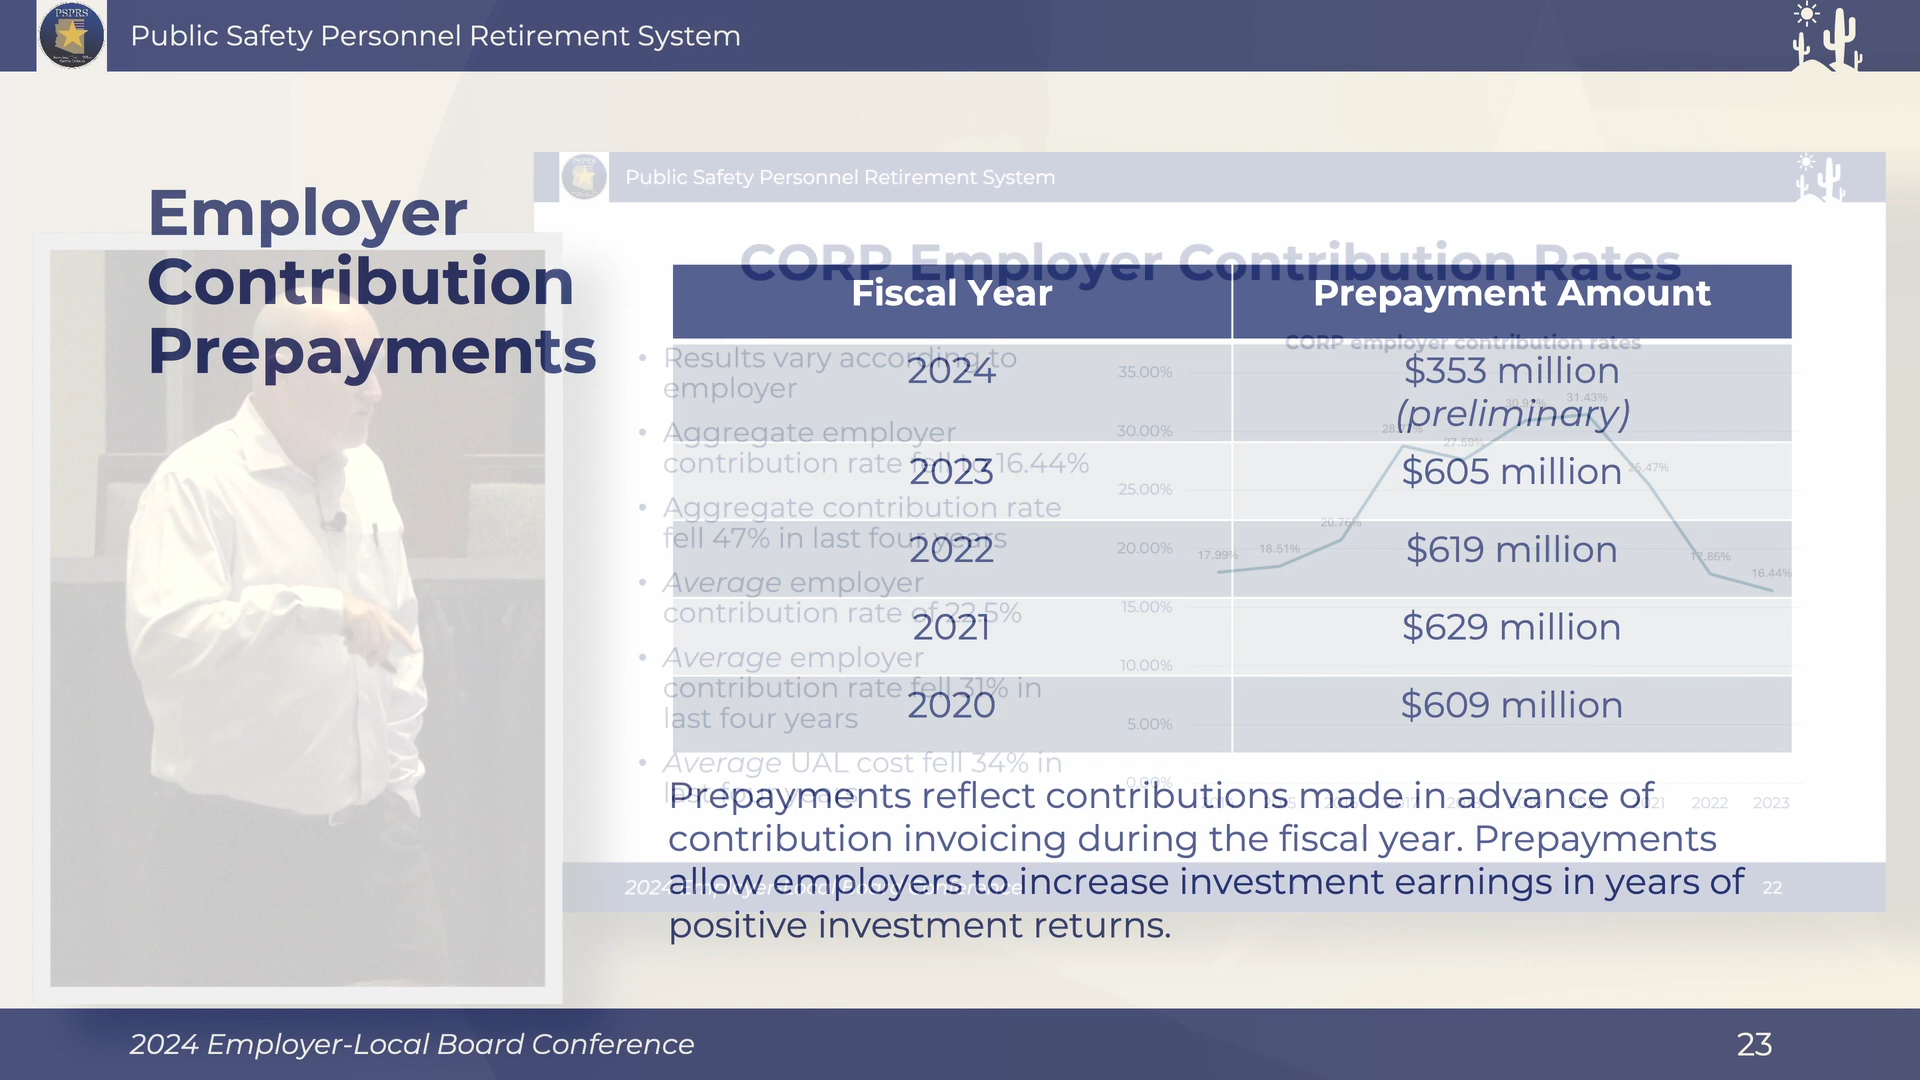 PSPRS
Public Safety Personnel Retirement System
Employer
Contribution
Prepayments
Fiscal Year
Prepayment Amount
2024
$353 million
(preliminary)
2023
$605 million
2022
$619 million
2021
$629 million
2020
$609 million
Prepayments reflect contributions made in advance of
contribution invoicing during the fiscal year. Prepayments
allow employers to increase investment earnings in years of
positive investment returns.
2024 Employer-Local Board Conference
23
Public Safety Personnel Retirement System
CORP Employer Contribution Rates
• Results vary according to
employer
• Aggregate employer
contribution rate fell to 16.44%
• Aggregate contribution rate
fell 47% in last four years
• Average employer
contribution rate of 22.5%
• Average employer
contribution rate fell 31% in
last four years
• Average UAL cost fell 34% in
last four years
CORP employer contribution rates
35.00%
30.00%
25.00%
20.00%
15.00%
10.00%
5.00%
0.00%
17.99%
18.51%
20.76%
27.59%
31.43%
17.86%
16.44%
2021
2022
2023
2024 Employer-Local Board Conference
22